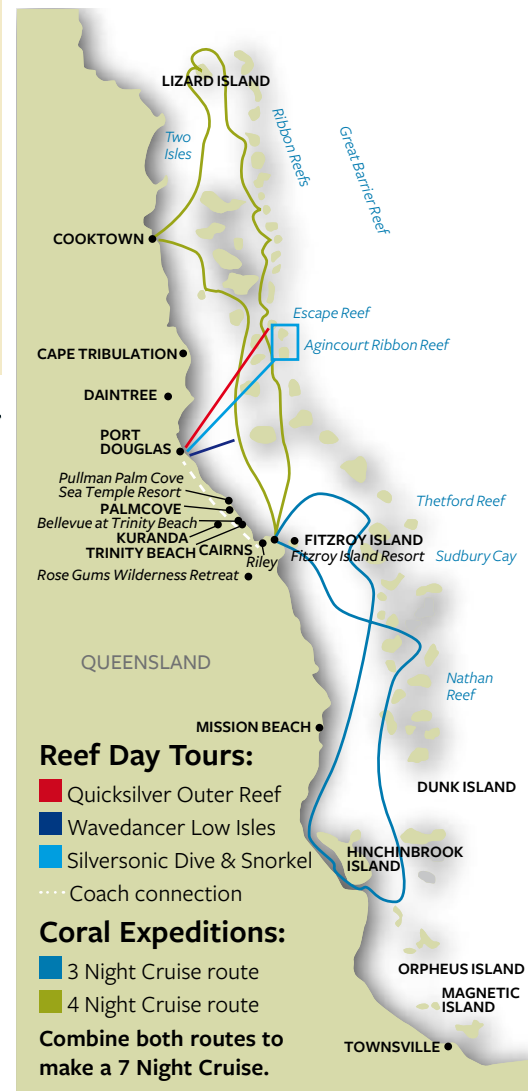 LIZARD ISLAND
Two
Isles
Ribbon Reefs
Great Barrier Reef
COOKTOWN
Escape Reef
Agincourt Ribbon Reef
CAPE TRIBULATION
DAINTREE
PORT
DOUGLAS
Pullman Palm Cove
Sea Temple Resort
PALMCOVE
Bellevue at Trinity Beach
KURANDA
TRINITY BEACH
CAIRNS
Riley
Rose Gums Wilderness Retreat
Thetford Reef
FITZROY ISLAND
Fitzroy Island Resort
Sudbury Cay
QUEENSLAND
Nathan
Reef
MISSION BEACH
DUNK ISLAND
HINCHINBROOK
ISLAND
ORPHEUS ISLAND
MAGNETIC
ISLAND
TOWNSVILLE
Reef Day Tours:
Quicksilver Outer Reef
Wavedancer Low Isles
Silversonic Dive & Snorkel
Coach connection
Coral Expeditions:
3 Night Cruise route
4 Night Cruise route
Combine both routes to
make a 7 Night Cruise.